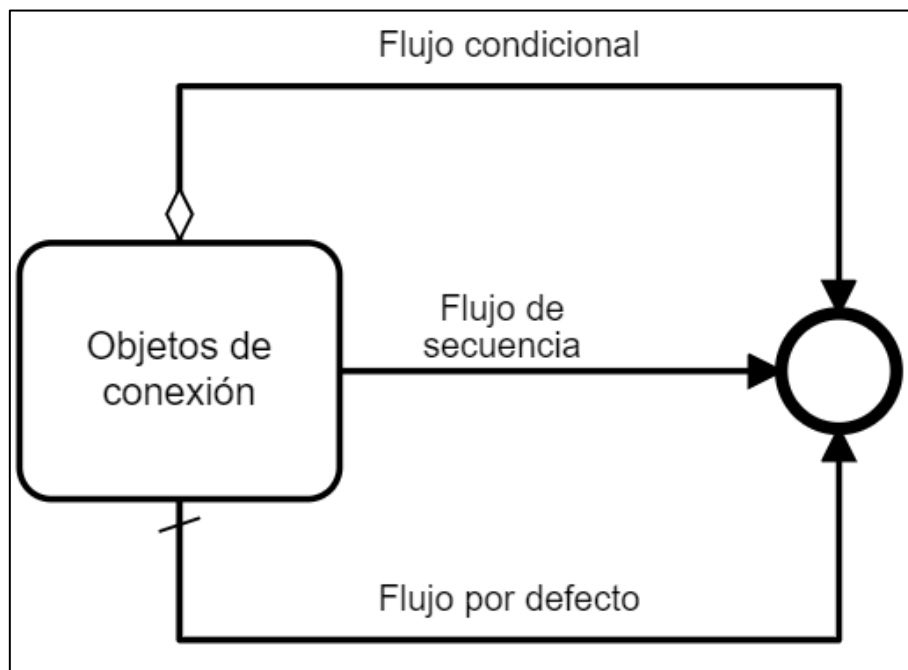 Flujo condicional
Flujo de
secuencia
Objetos de
conexión
Flujo por defecto